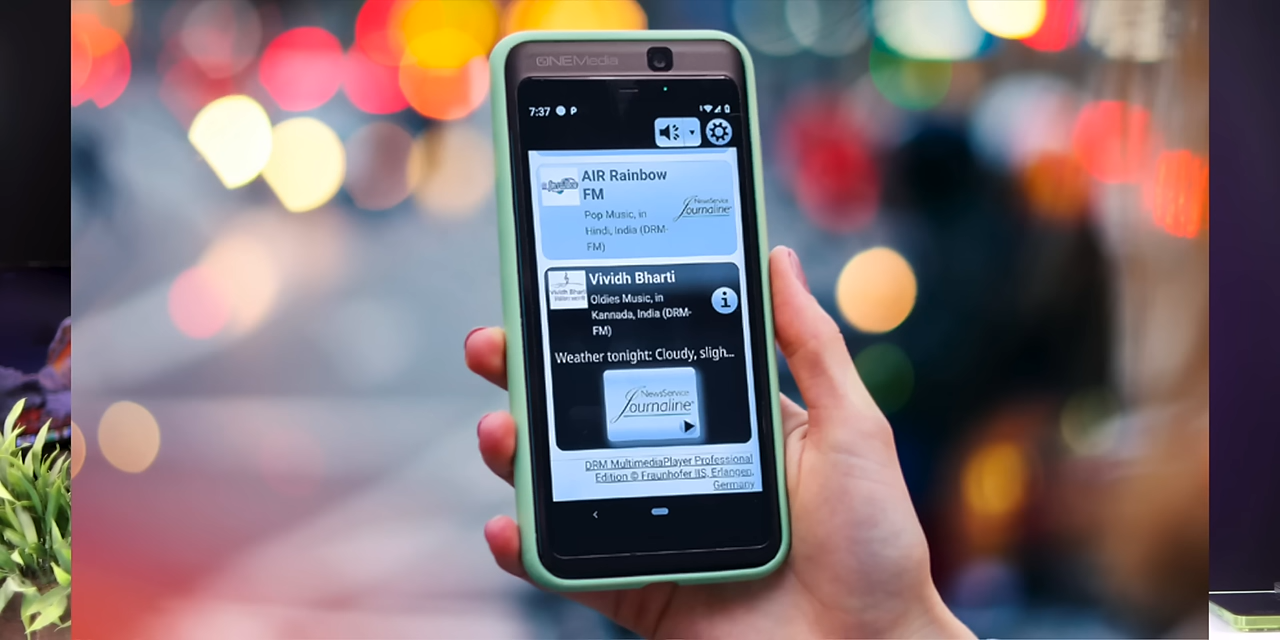 ONEMedia
7:37 P
AIR Rainbow
FM
Pop Music, in
Hindi, India (DRM-
FM)
NewsService
Journaline
Vividh Bharti
Vividh Bharti
Oldies Music, in
Kannada, India (DRM-
FM)
i
Weather tonight: Cloudy, sligh...
NewsService
Journaline
DRM MultimediaPlayer Professional
Edition © Fraunhofer IIS, Erlangen,
Germany